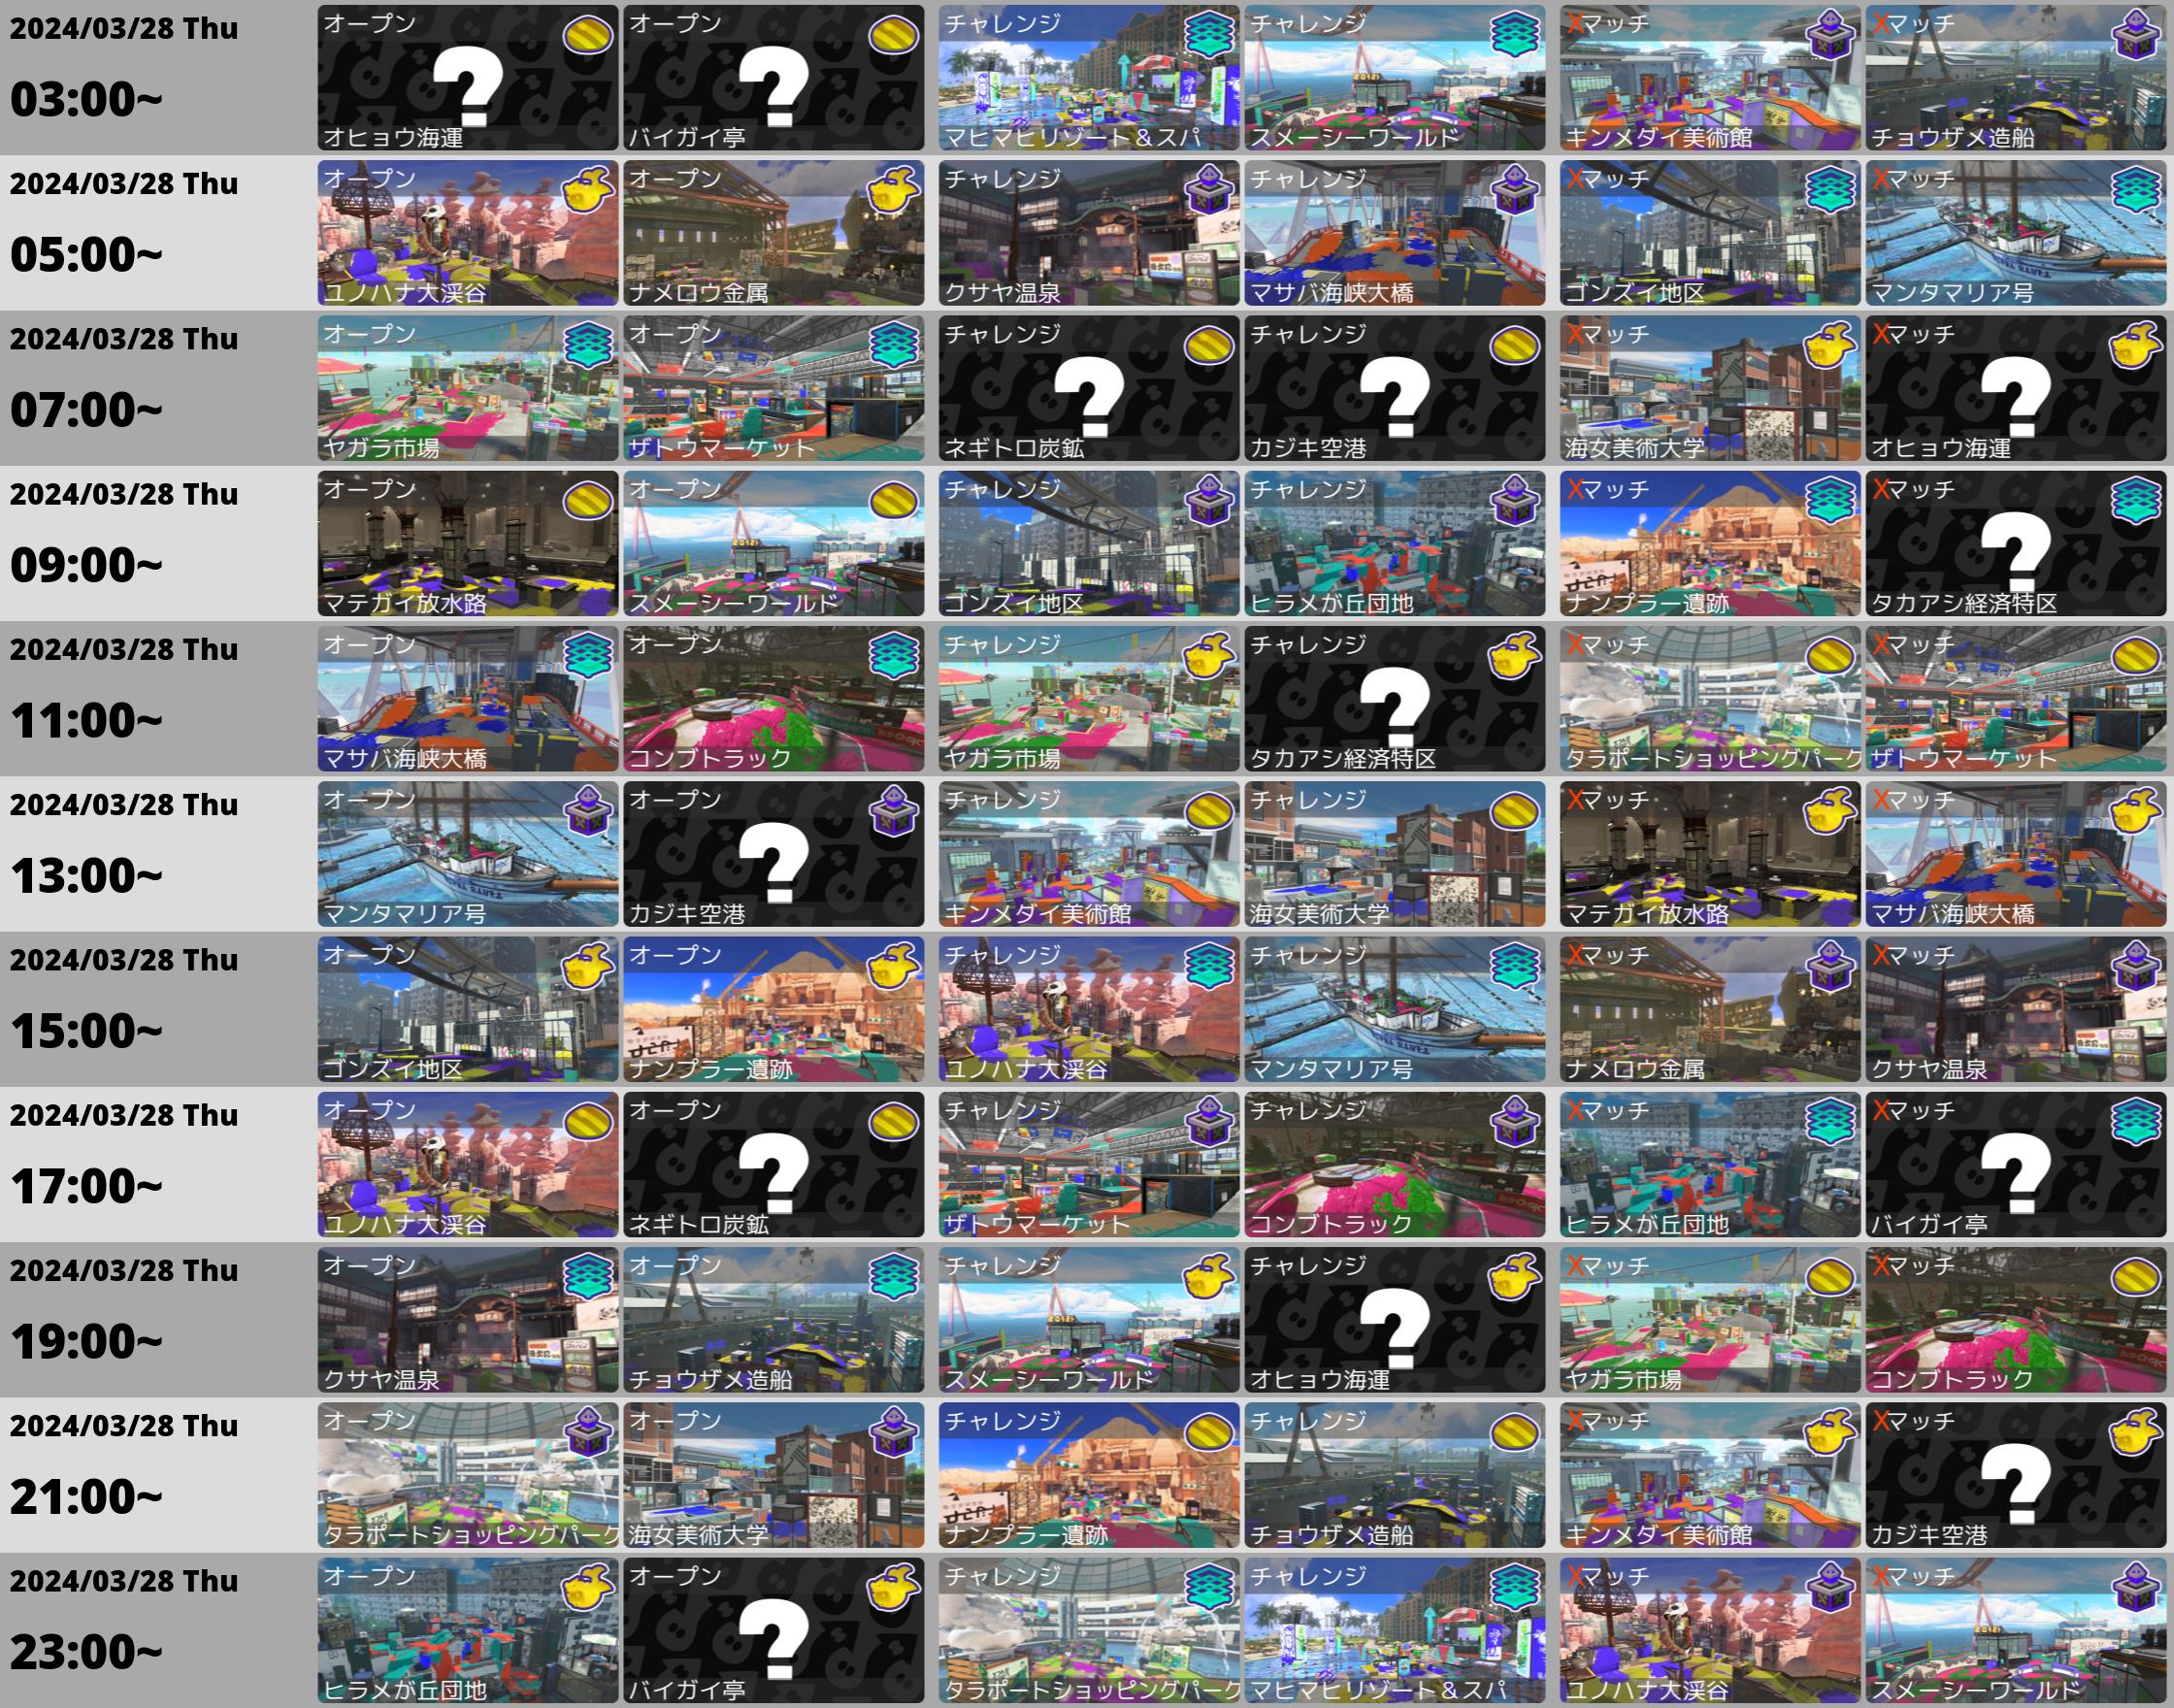 2024/03/28 Thu
03:00~
オープン
オヒョウ海運
オープン
バイガイ亭
チャレンジ
マヒマヒリゾート＆スパ
チャレンジ
スメーシーワールド
Xマッチ
キンメダイ美術館
Xマッチ
チョウザメ造船
2024/03/28 Thu
05:00~
オープン
ユノハナ大渓谷
オープン
ナメロウ金属
チャレンジ
クサヤ温泉
チャレンジ
マサバ海峡大橋
Xマッチ
ゴンズイ地区
Xマッチ
マンタマリア号
2024/03/28 Thu
07:00~
オープン
ヤガラ市場
オープン
ザトウマーケット
チャレンジ
ネギトロ炭鉱
チャレンジ
カジキ空港
Xマッチ
海女美術大学
Xマッチ
オヒョウ海運
2024/03/28 Thu
09:00~
オープン
マテガイ放水路
オープン
スメーシーワールド
チャレンジ
ゴンズイ地区
チャレンジ
ヒラメが丘団地
Xマッチ
ナンプラー遺跡
Xマッチ
タカアシ経済特区
2024/03/28 Thu
11:00~
オープン
マサバ海峡大橋
オープン
コンブトラック
チャレンジ
ヤガラ市場
チャレンジ
タカアシ経済特区
Xマッチ
タラポートショッピングパーク
Xマッチ
ザトウマーケット
2024/03/28 Thu
13:00~
オープン
マンタマリア号
オープン
カジキ空港
チャレンジ
キンメダイ美術館
チャレンジ
海女美術大学
Xマッチ
マテガイ放水路
Xマッチ
マサバ海峡大橋
2024/03/28 Thu
15:00~
オープン
ゴンズイ地区
オープン
ナンプラー遺跡
チャレンジ
ユノハナ大渓谷
チャレンジ
マンタマリア号
Xマッチ
ナメロウ金属
Xマッチ
クサヤ温泉
2024/03/28 Thu
17:00~
オープン
ユノハナ大渓谷
オープン
ネギトロ炭鉱
チャレンジ
ザトウマーケット
チャレンジ
コンブトラック
Xマッチ
ヒラメが丘団地
Xマッチ
バイガイ亭
2024/03/28 Thu
19:00~
オープン
クサヤ温泉
オープン
チョウザメ造船
チャレンジ
スメーシーワールド
チャレンジ
オヒョウ海運
Xマッチ
ヤガラ市場
Xマッチ
コンブトラック
2024/03/28 Thu
21:00~
オープン
タラポートショッピングパーク
オープン
海女美術大学
チャレンジ
ナンプラー遺跡
チャレンジ
チョウザメ造船
Xマッチ
キンメダイ美術館
Xマッチ
カジキ空港
2024/03/28 Thu
23:00~
オープン
ヒラメが丘団地
オープン
バイガイ亭
チャレンジ
タラポートショッピングパーク
チャレンジ
マヒマヒリゾート＆スパ
Xマッチ
ユノハナ大渓谷
Xマッチ
スメーシーワールド